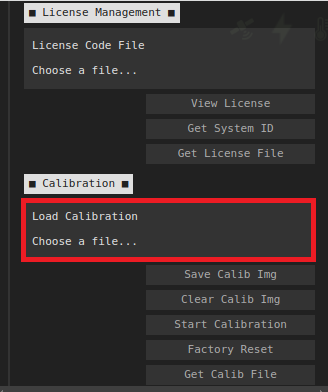 ■ License Management ■
License Code File
Choose a file...
View License
Get System ID
Get License File
■ Calibration ■
Load Calibration
Choose a file...
Save Calib Img
Clear Calib Img
Start Calibration
Factory Reset
Get Calib File